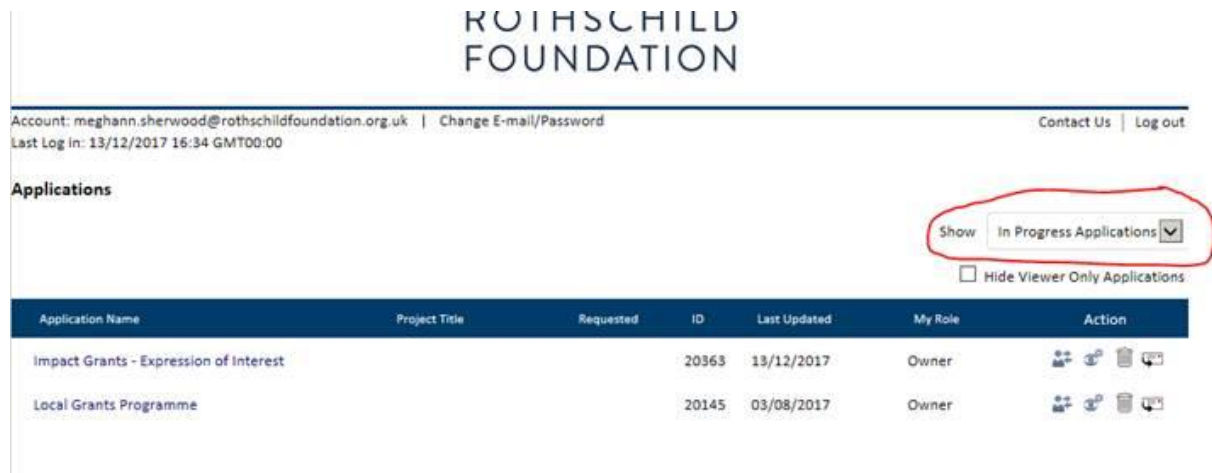 ROTHSCHILD
FOUNDATION
Account: meghann.sherwood@rothschildfoundation.org.uk | Change E-mail/Password Contact Us | Log out
Last Log in: 13/12/2017 16:34 GMT00:00
Applications
Show In Progress Applications
Hide Viewer Only Applications
Application Name Project Title Requested ID Last Updated My Role Action
Impact Grants - Expression of Interest 20363 13/12/2017 Owner
Local Grants Programme 20145 03/08/2017 Owner